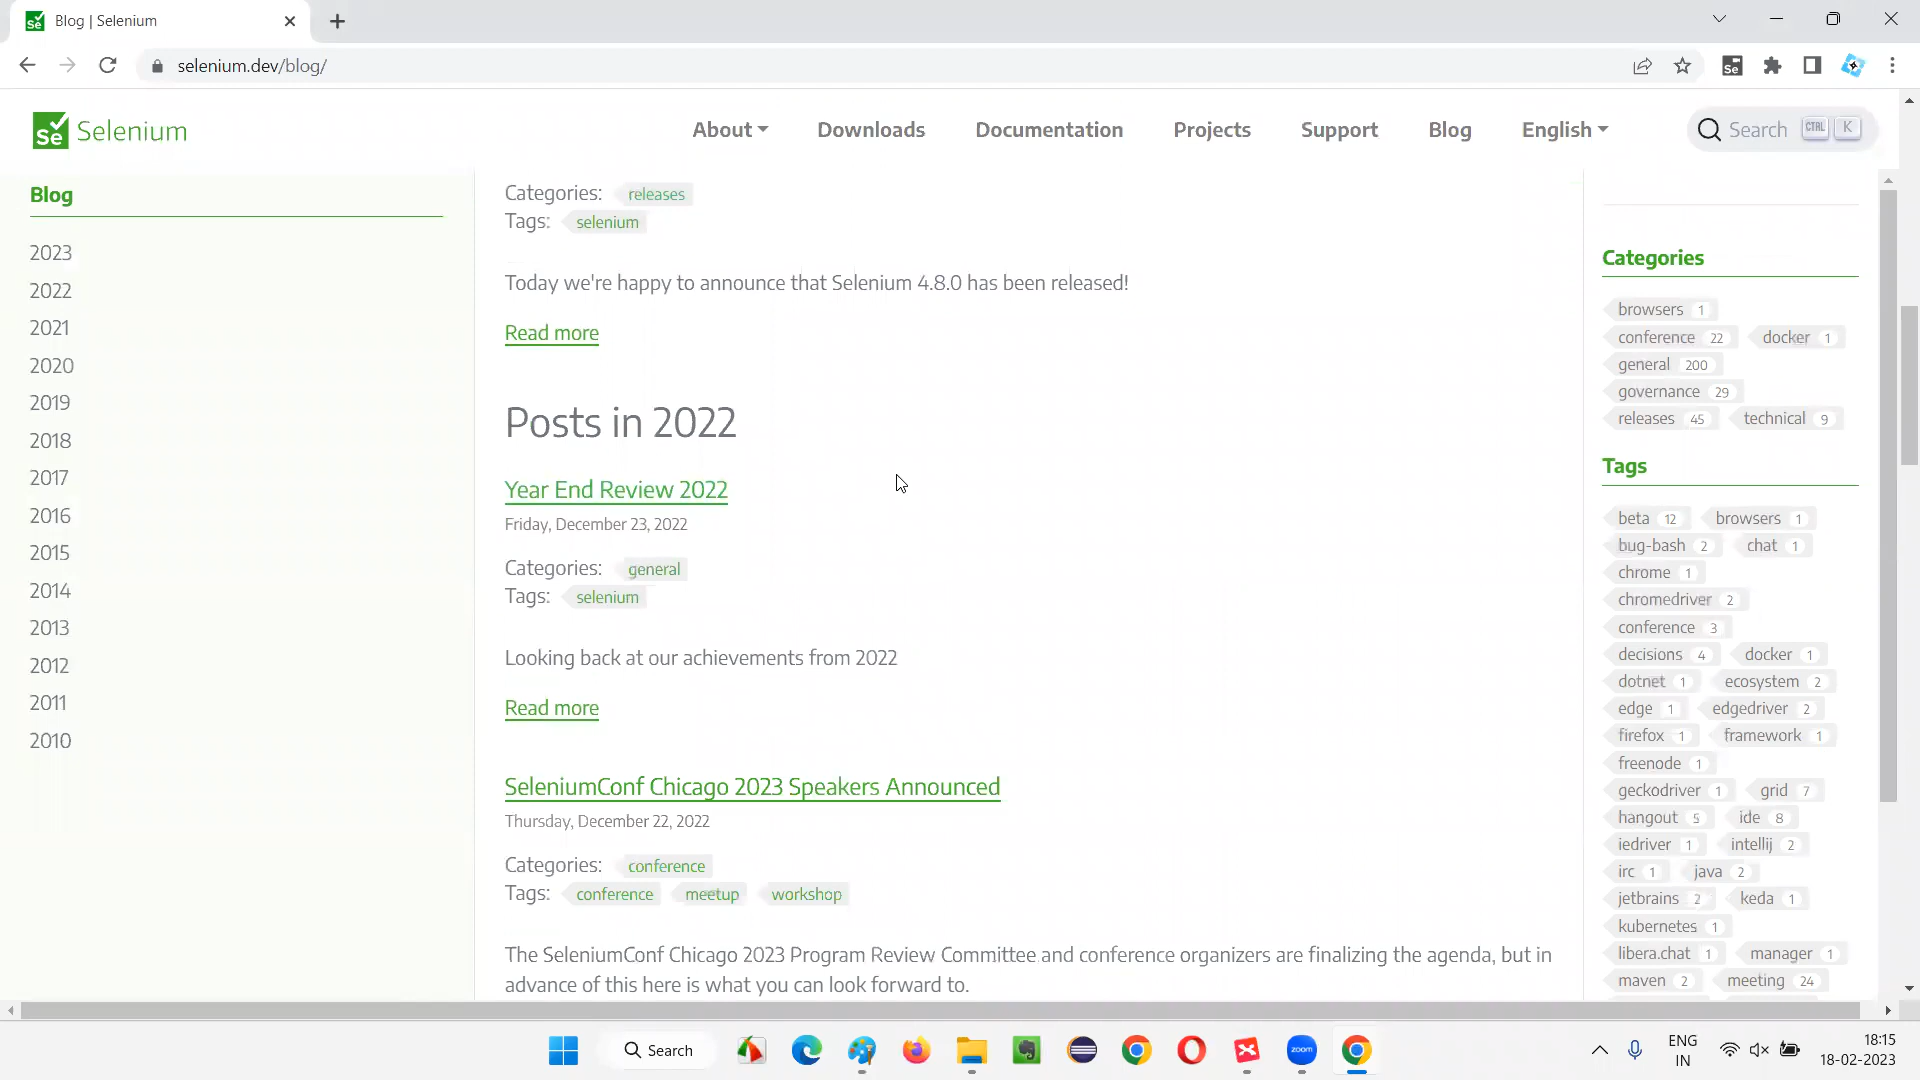 Blog | Selenium
selenium.dev/blog/
Se
Selenium
About
Downloads
Documentation
Projects
Support
Blog
English
Search CTRL K
Blog
2023
2022
2021
2020
2019
2018
2017
2016
2015
2014
2013
2012
2011
2010
Categories: releases
Tags: selenium
Today we're happy to announce that Selenium 4.8.0 has been released!
Read more
Posts in 2022
Year End Review 2022
Friday, December 23, 2022
Categories: general
Tags: selenium
Looking back at our achievements from 2022
Read more
SeleniumConf Chicago 2023 Speakers Announced
Thursday, December 22, 2022
Categories: conference
Tags: conference meetup workshop
The SeleniumConf Chicago 2023 Program Review Committee and conference organizers are finalizing the agenda, but in
advance of this here is what you can look forward to.
Categories
browsers 1
conference 22 docker 1
general 200
governance 29
releases 45 technical 9
Tags
beta 12 browsers 1
bug-bash 2 chat 1
chrome 1
chromedriver 2
conference 3
decisions 4 docker 1
dotnet 1 ecosystem 2
edge 1 edgedriver 2
firefox 1 framework 1
freenode 1
geckodriver 1 grid 7
hangout 5 ide 8
iedriver 1 intellij 2
irc 1 java 2
jetbrains 2 keda 1
kubernetes 1
libera.chat 1 manager 1
maven 2 meeting 24
Search
zoom
ENG
IN
18:15
18-02-2023